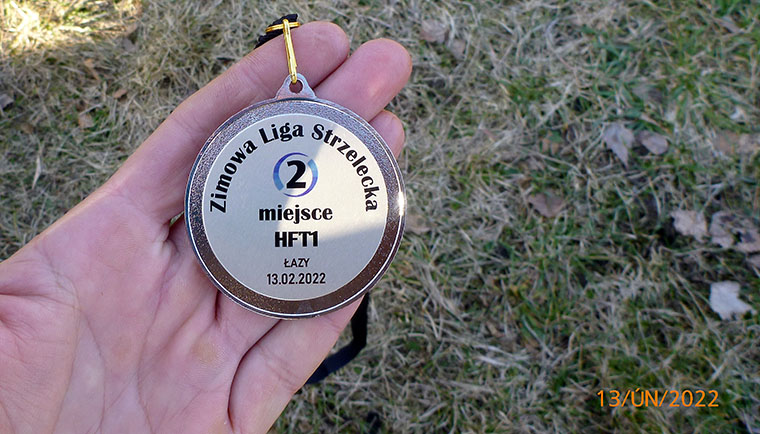 Zimowa Liga Strzelecka
2
miejsce
HFT1
ŁAZY
13.02.2022
13/ÚN/2022